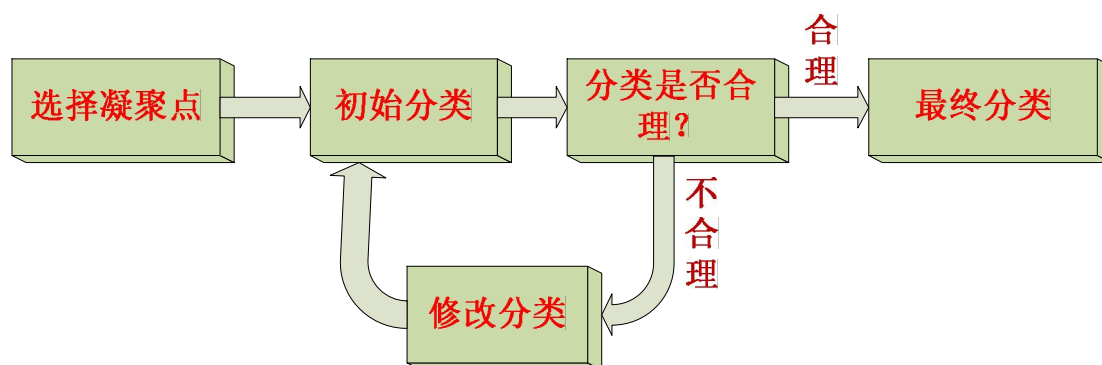 选择凝聚点
初始分类
分类是否合
理？
合
理
最终分类
不
合
理
修改分类